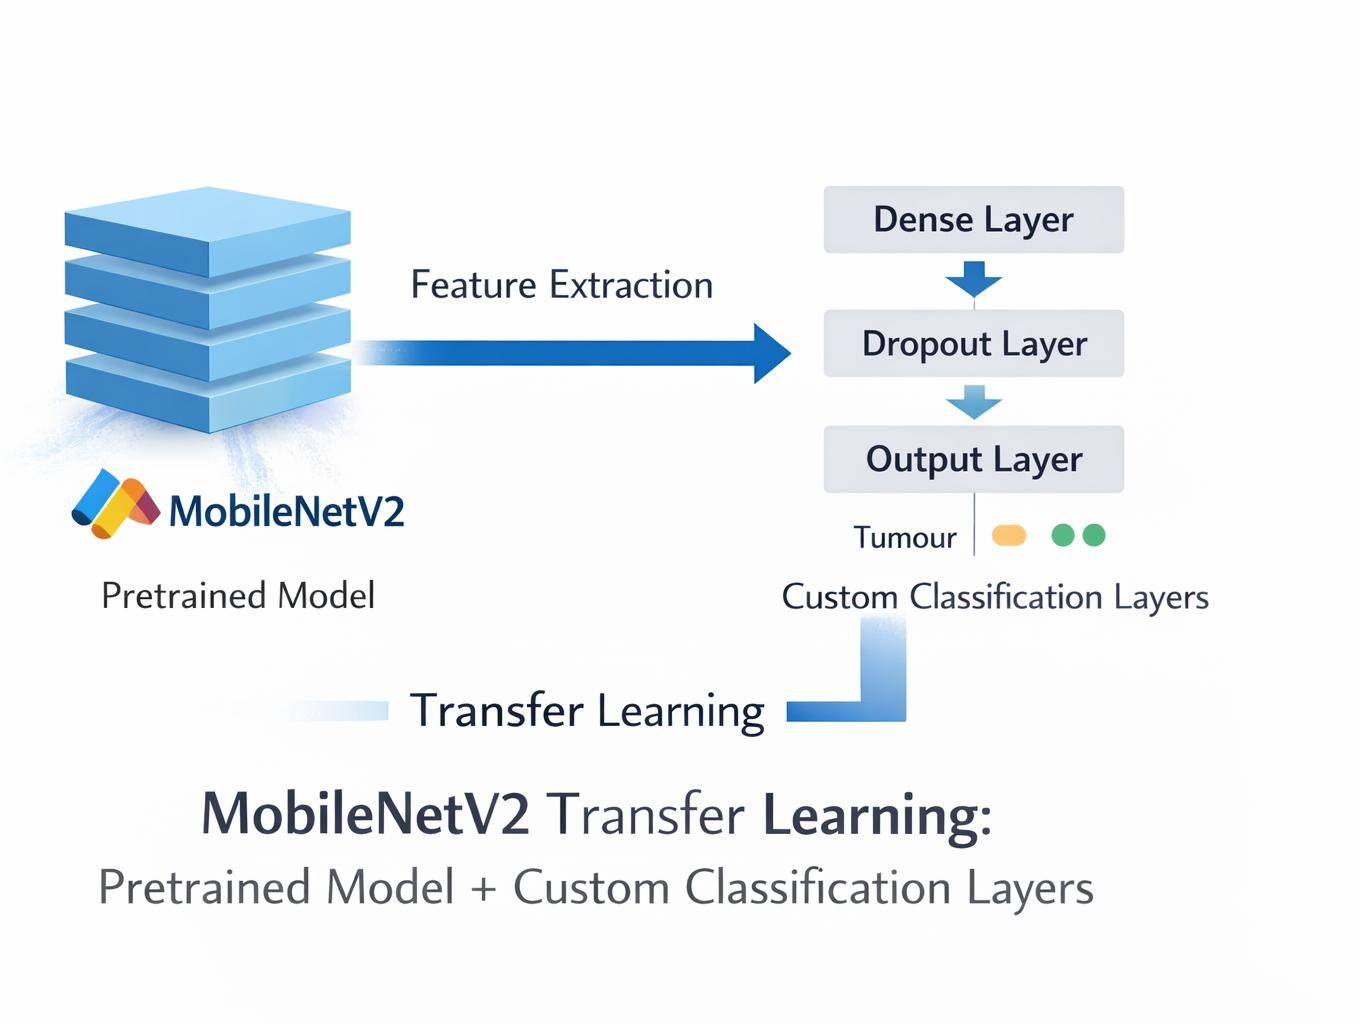 Dense Layer
Feature Extraction
Dropout Layer
Output Layer
MobileNetV2
Tumour
Pretrained Model
Custom Classification Layers
Transfer Learning
MobileNetV2 Transfer Learning:
Pretrained Model + Custom Classification Layers